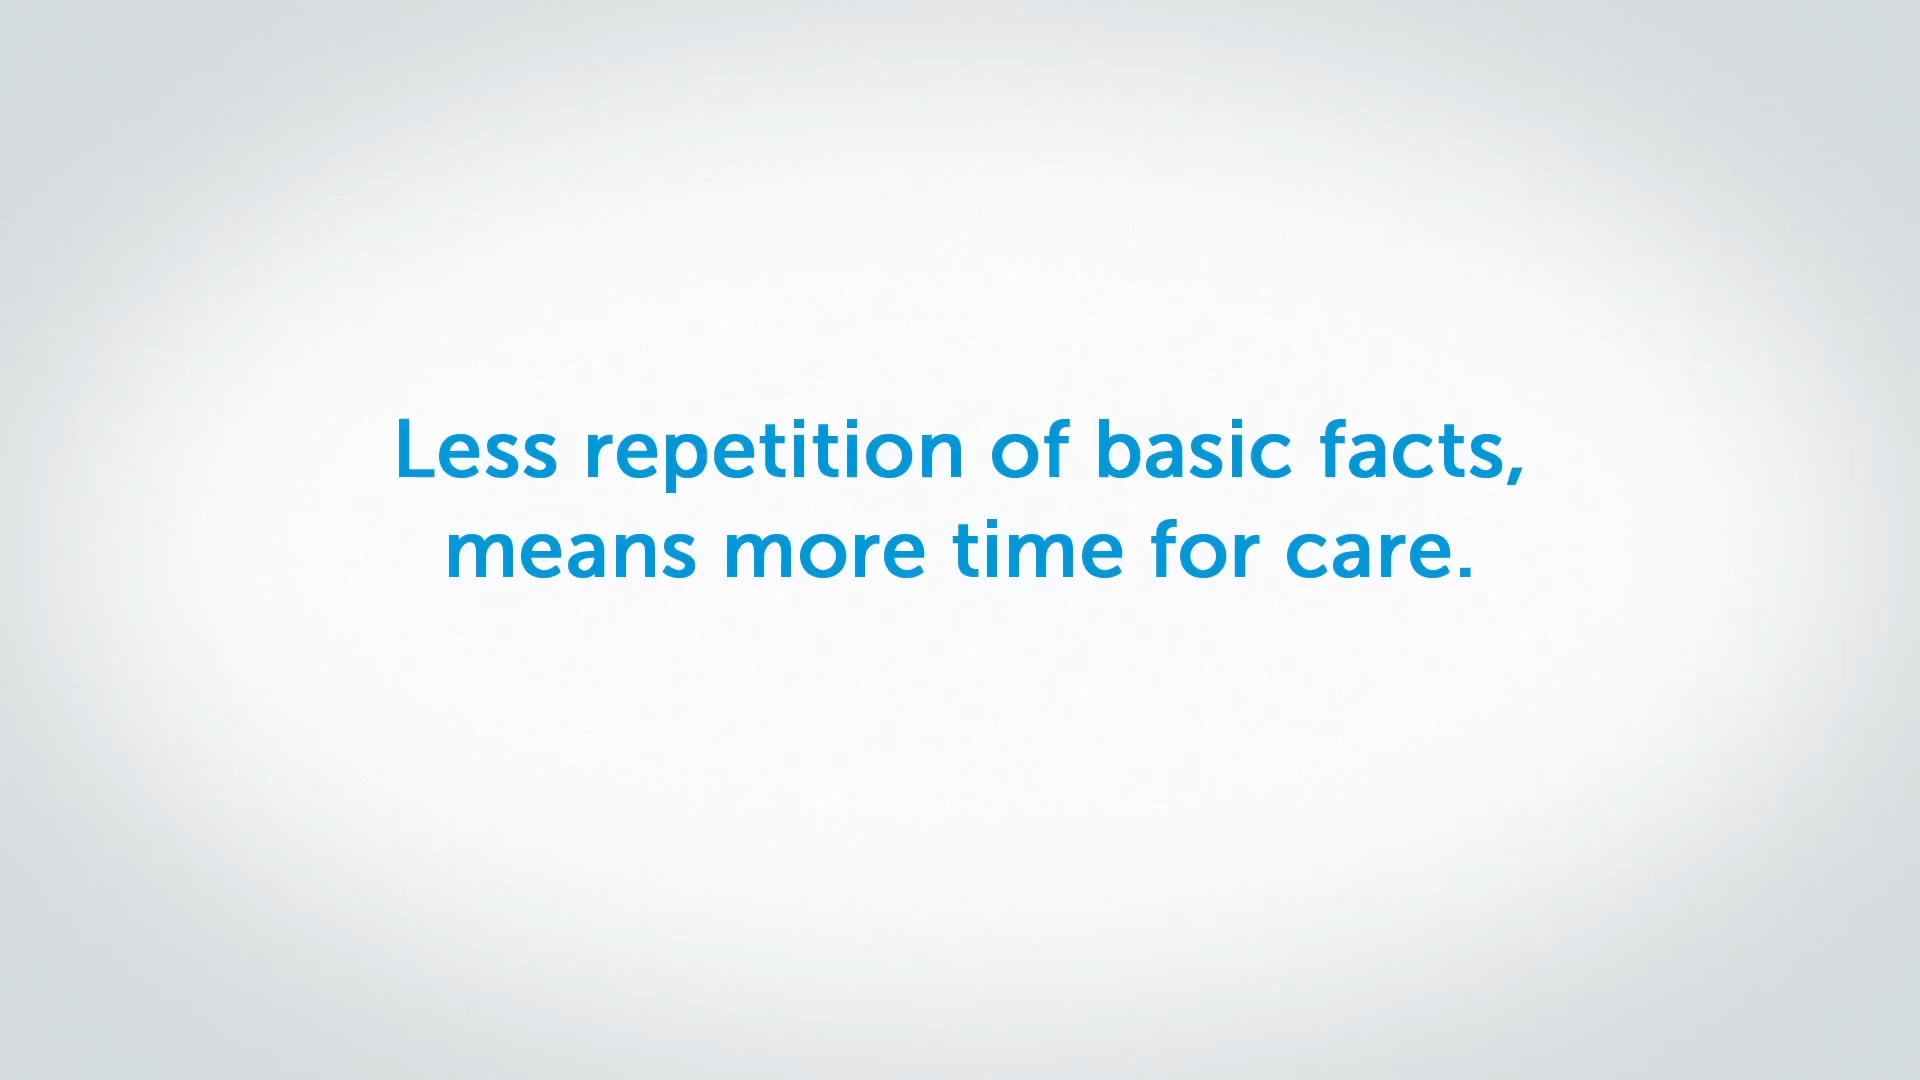 Less repetition of basic facts,
means more time for care.